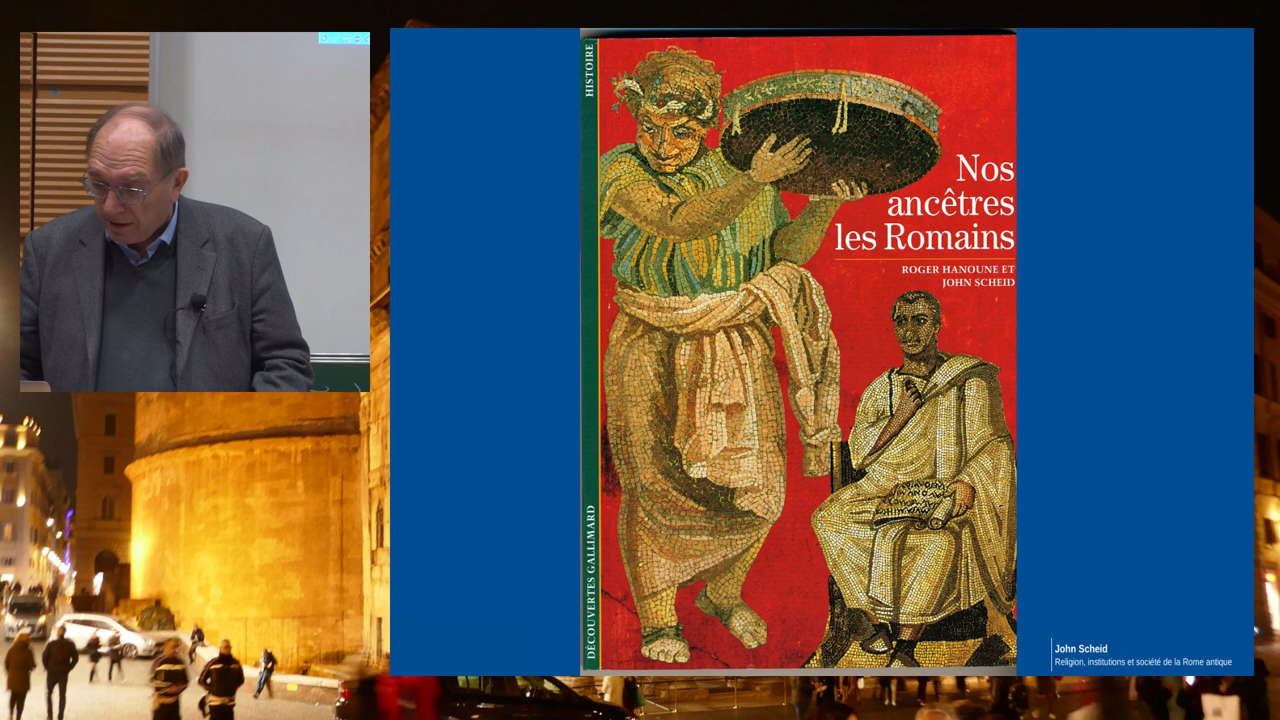 HISTOIRE
Nos
ancêtres
les Romains
ROGER HANOUNE ET
JOHN SCHEID
DÉCOUVERTES GALLIMARD
John Scheid
Religion, institutions et société de la Rome antique